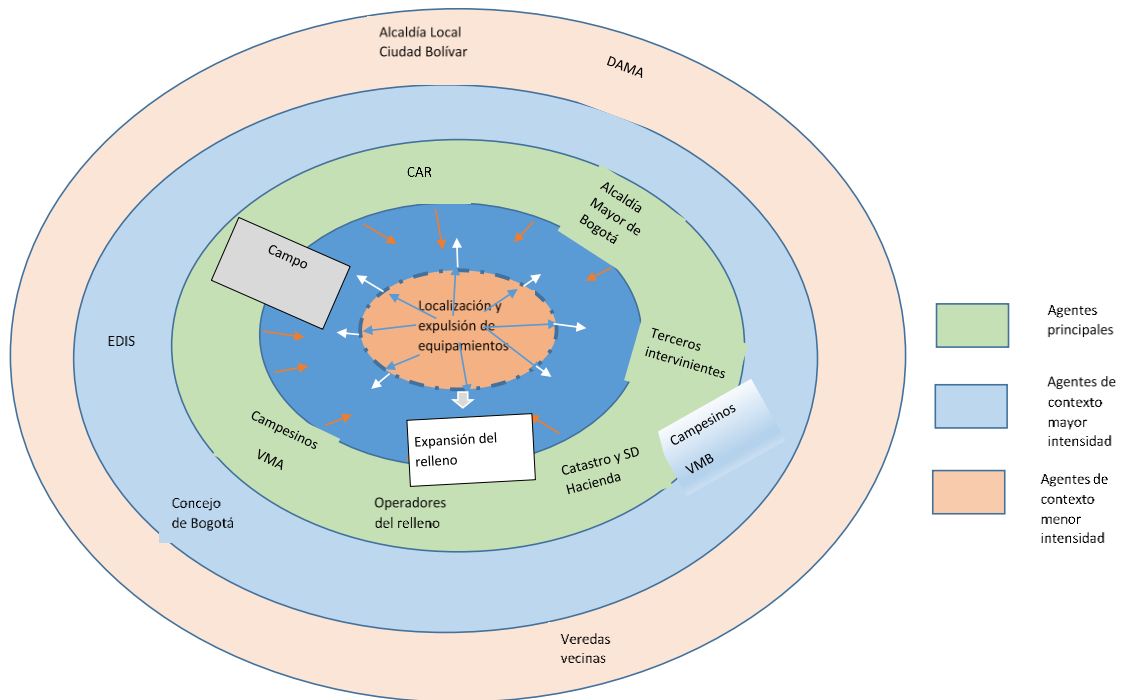 Alcaldía Local
Ciudad Bolívar
DAMA
CAR
Alcaldía
Mayor de
Bogotá
Campo
Localización y
expulsión de
equipamientos
EDIS
Terceros
intervinientes
Campesinos
VMA
Expansión del
relleno
Campesinos
VMB
Catastro y SD
Hacienda
Concejo
de Bogotá
Operadores
del relleno
Veredas
vecinas
Agentes
principales
Agentes de
contexto
mayor
intensidad
Agentes de
contexto
menor
intensidad